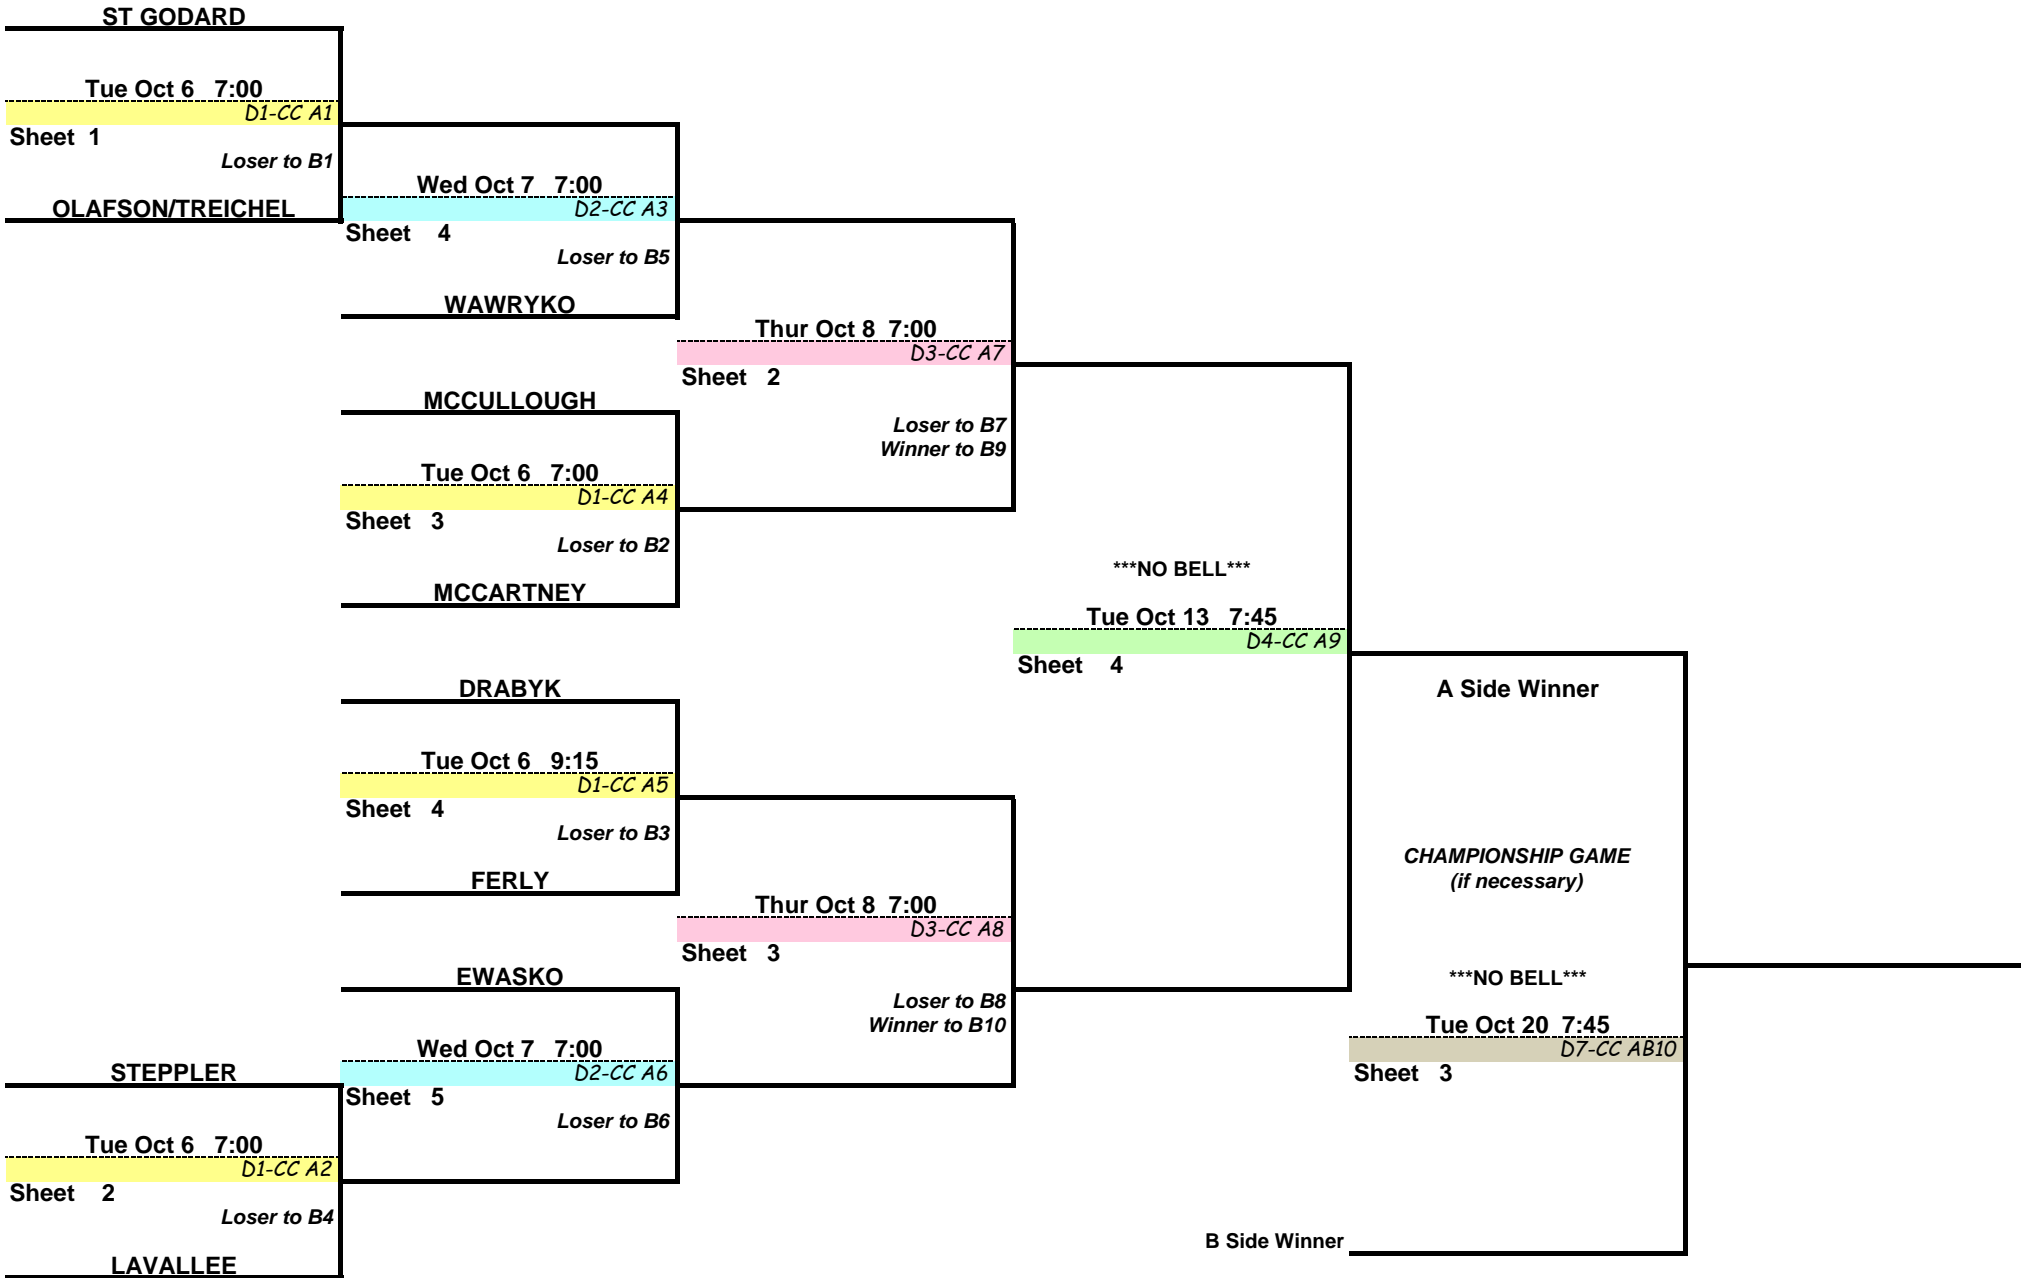 ST GODARD
Tue Oct 6 7:00
D1-CC A1
Sheet 1
Loser to B1
OLAFSON/TREICHEL
Wed Oct 7 7:00
D2-CC A3
Sheet 4
Loser to B5
WAWRYKO
Thur Oct 8 7:00
D3-CC A7
Sheet 2
Loser to B7
Winner to B9
MCCULLOUGH
Tue Oct 6 7:00
D1-CC A4
Sheet 3
Loser to B2
MCCARTNEY
***NO BELL***
Tue Oct 13 7:45
D4-CC A9
Sheet 4
DRABYK
Tue Oct 6 9:15
D1-CC A5
Sheet 4
Loser to B3
FERLY
Thur Oct 8 7:00
D3-CC A8
Sheet 3
Loser to B8
Winner to B10
EWASKO
Wed Oct 7 7:00
D2-CC A6
Sheet 5
Loser to B6
STEPPLER
Tue Oct 6 7:00
D1-CC A2
Sheet 2
Loser to B4
LAVALLEE
A Side Winner
CHAMPIONSHIP GAME
(if necessary)
***NO BELL***
Tue Oct 20 7:45
D7-CC AB10
Sheet 3
B Side Winner